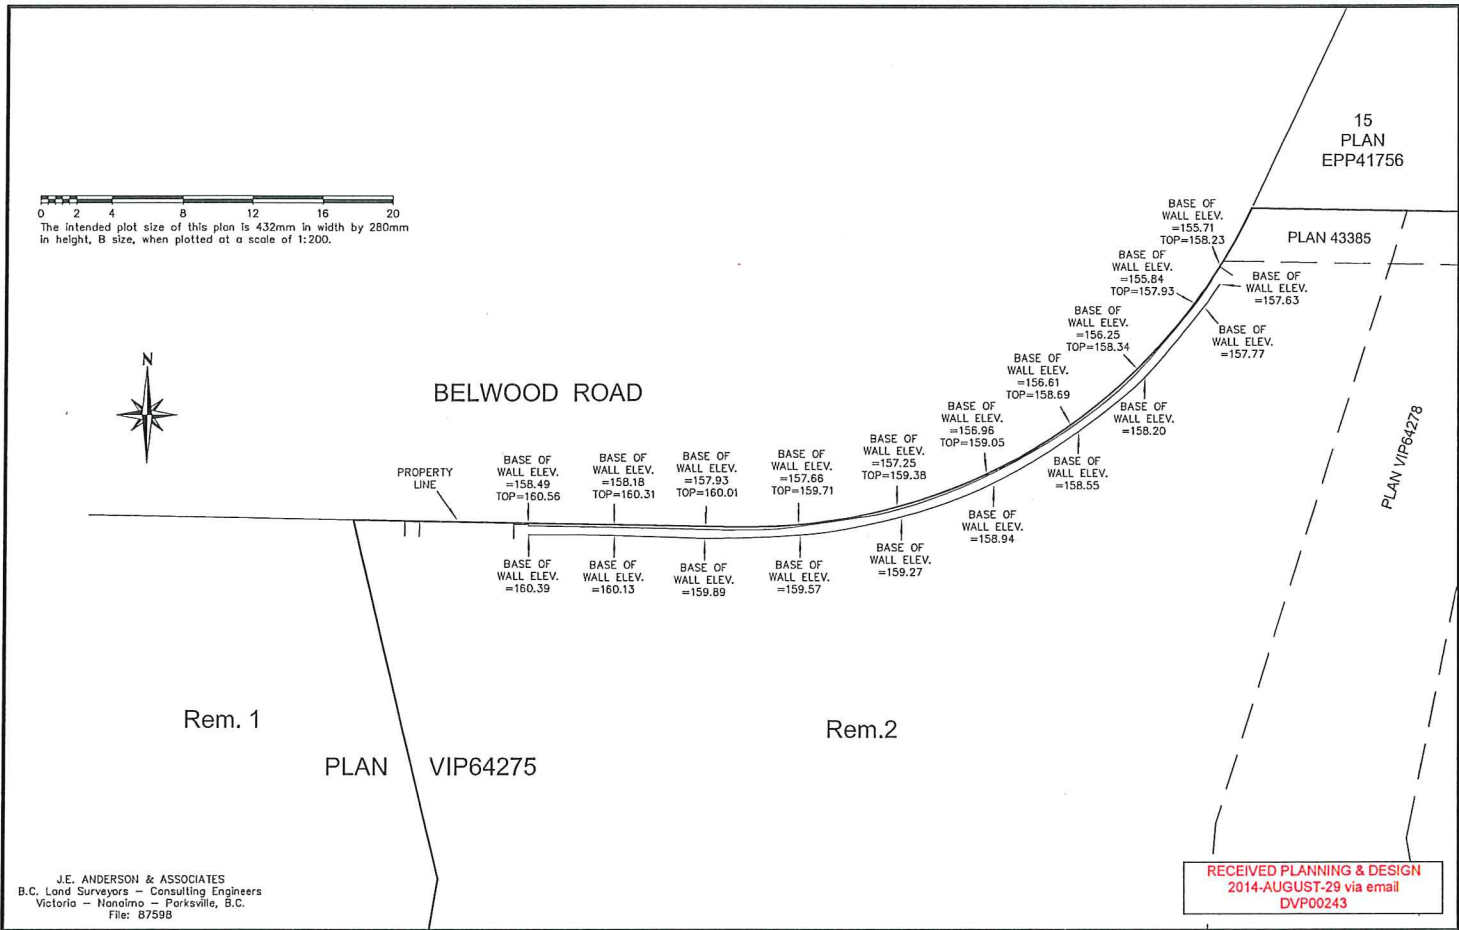 15
PLAN
EPP41756
0 2 4 8 12 16 20
The intended plot size of this plan is 432mm in width by 280mm
in height, B size, when plotted at a scale of 1:200.
BASE OF
WALL ELEV.
=155.71
TOP=158.23
PLAN 43385
BASE OF
WALL ELEV.
=155.84
TOP=157.93
BASE OF
WALL ELEV.
=157.63
BASE OF
WALL ELEV.
=156.25
TOP=158.34
BASE OF
WALL ELEV.
=157.77
N
BASE OF
WALL ELEV.
=156.61
TOP=158.69
BELWOOD ROAD
BASE OF
WALL ELEV.
=156.96
TOP=159.05
BASE OF
WALL ELEV.
=158.20
PLAN VIP64278
BASE OF
WALL ELEV.
=157.25
TOP=159.38
BASE OF
WALL ELEV.
=158.55
PROPERTY
LINE
BASE OF
WALL ELEV.
=158.49
TOP=160.56
BASE OF
WALL ELEV.
=158.18
TOP=160.31
BASE OF
WALL ELEV.
=157.93
TOP=160.01
BASE OF
WALL ELEV.
=157.66
TOP=159.71
BASE OF
WALL ELEV.
=158.94
BASE OF
WALL ELEV.
=160.39
BASE OF
WALL ELEV.
=160.13
BASE OF
WALL ELEV.
=159.89
BASE OF
WALL ELEV.
=159.57
BASE OF
WALL ELEV.
=159.27
Rem. 1
Rem.2
PLAN VIP64275
J.E. ANDERSON & ASSOCIATES
B.C. Land Surveyors – Consulting Engineers
Victoria – Nanaimo – Parksville, B.C.
File: 87598
RECEIVED PLANNING & DESIGN
2014-AUGUST-29 via email
DVP00243